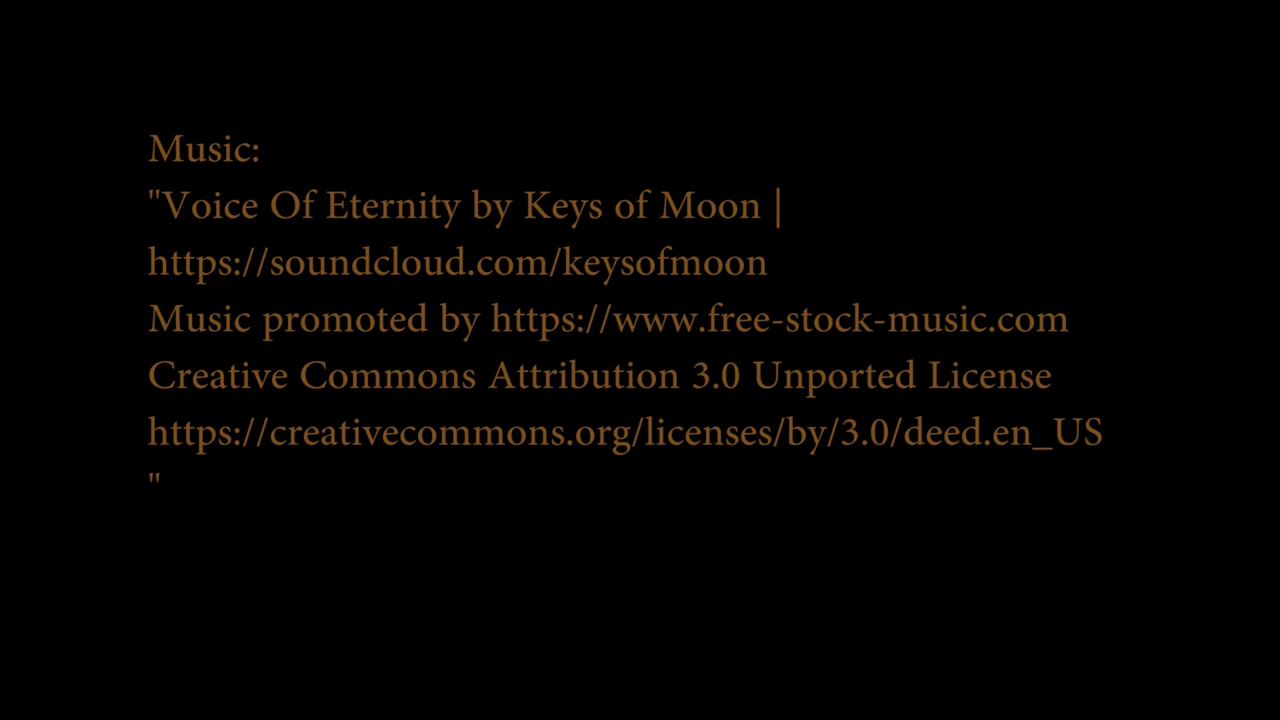 Music:
"Voice Of Eternity by Keys of Moon |
https://soundcloud.com/keysofmoon
Music promoted by https://www.free-stock-music.com
Creative Commons Attribution 3.0 Unported License
https://creativecommons.org/licenses/by/3.0/deed.en_US
"